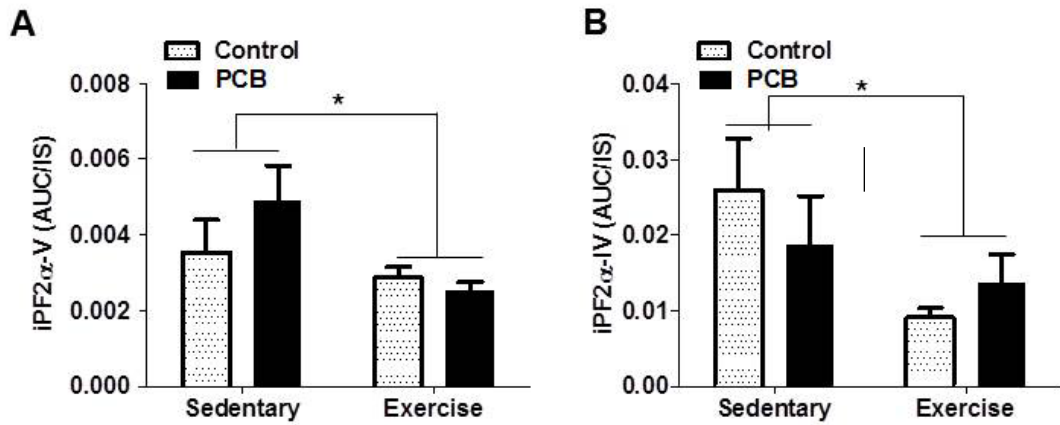 A
Control
PCB
iPF2α-V (AUC/IS)
0.008
0.006
0.004
0.002
0.000
*
Sedentary
Exercise
B
Control
PCB
iPF2α-IV (AUC/IS)
0.04
0.03
0.02
0.01
0.00
*
Sedentary
Exercise